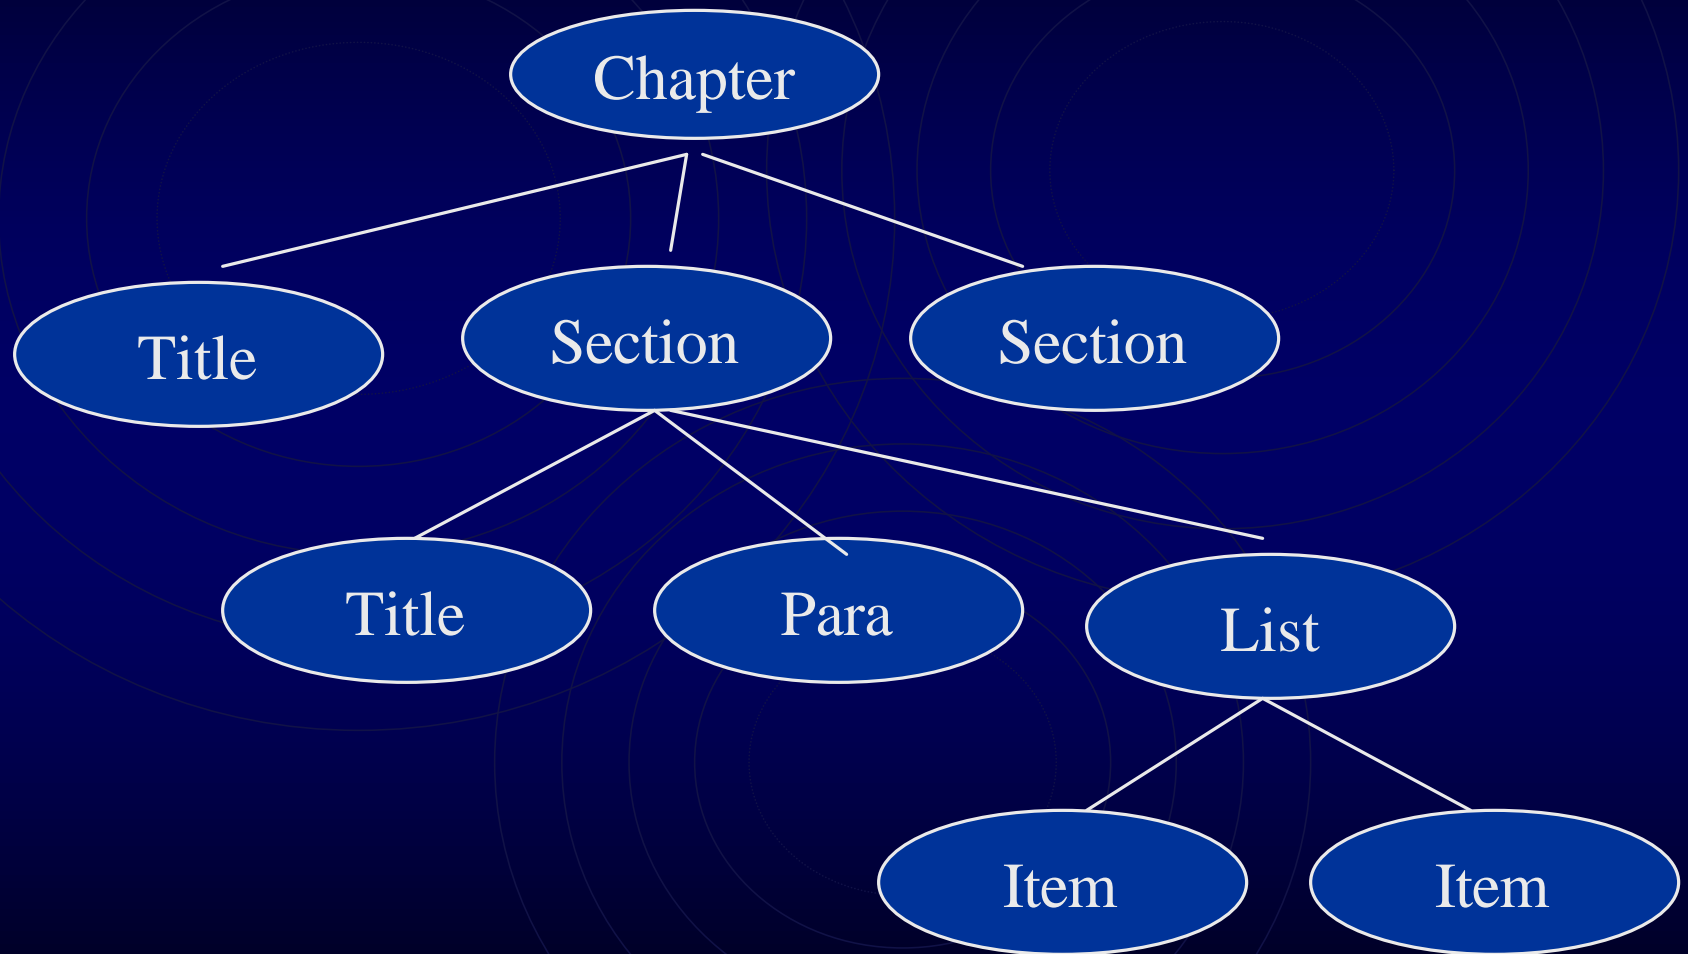 Chapter
Title
Section
Section
Title
Para
List
Item
Item